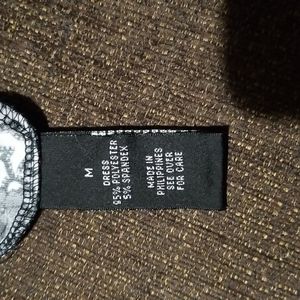 M
DRESS
95% POLYESTER
5% SPANDEX
MADE IN
PHILIPPINES
SEE OVER
FOR CARE